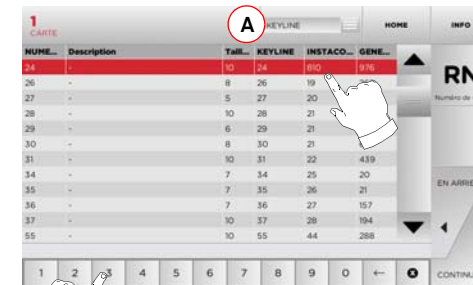 1
CARTE
A
KEYLINE
HOME
INFO
NUME... Description Taill... KEYLINE INSTACO... GENE...
24 - 10 24 810 976
26 - 8 26 19
27 - 5 27 20
28 - 10 28 21
29 - 6 29 21
30 - 8 30 21
31 - 10 31 22 439
34 - 7 34 25 20
35 - 7 35 26 21
36 - 7 36 27 157
37 - 10 37 28 194
55 - 10 55 44 288
RN
Numéro de
EN ARRIE
CONTINU
1 2 3 4 5 6 7 8 9 0 ←